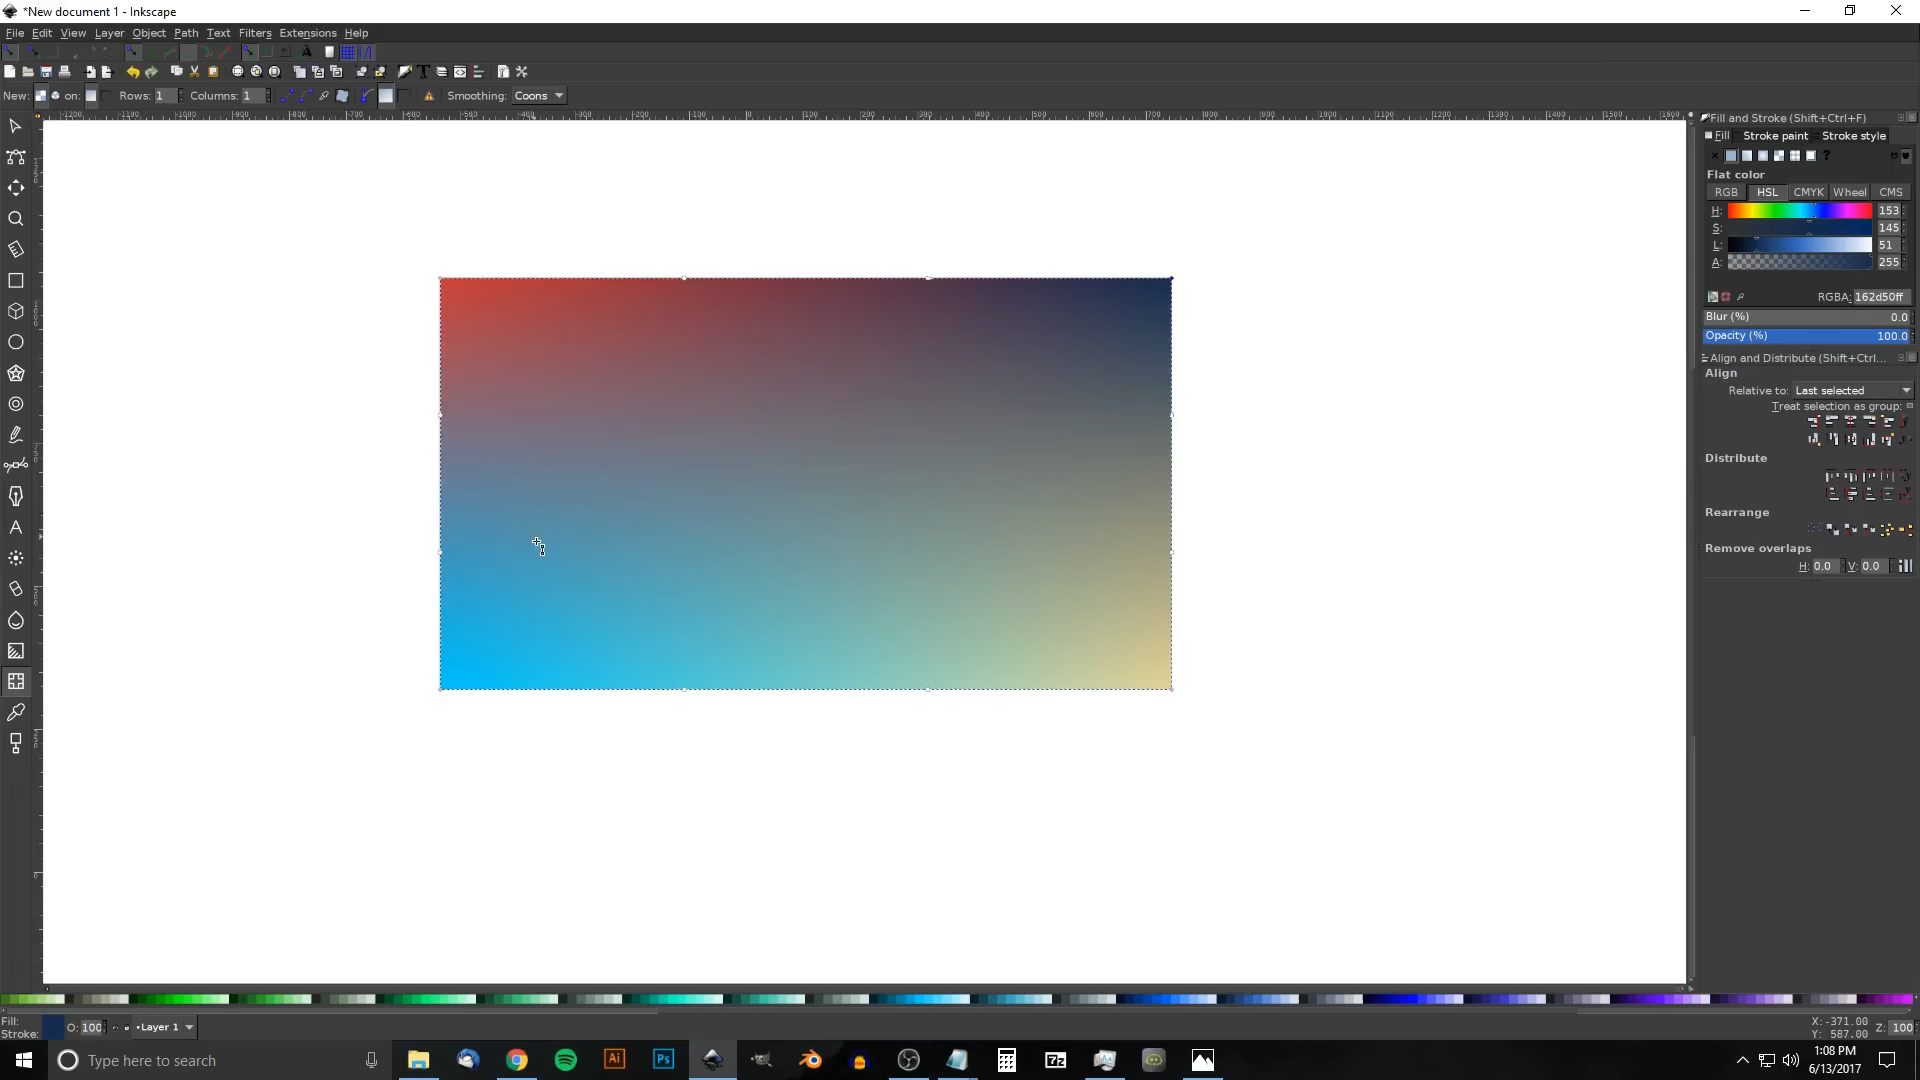 *New document 1 - Inkscape
File Edit View Layer Object Path Text Filters Extensions Help
New: on: Rows: 1 Columns: 1 Smoothing: Coons
Fill and Stroke (Shift+Ctrl+F)
Fill Stroke paint Stroke style
Flat color
RGB HSL CMYK Wheel CMS
H: 153
S: 145
L: 51
A: 255
RGBA: 162d50ff
Blur (%) 0.0
Opacity (%) 100.0
Align and Distribute (Shift+Ctrl...
Align
Relative to: Last selected
Treat selection as group:
Distribute
Rearrange
Remove overlaps
H: 0.0 V: 0.0
Fill:
Stroke:
O: 100
•Layer 1
X:-371.00
Y: 587.00
Z: 100
Type here to search
Ai Ps 7z
1:08 PM
6/13/2017